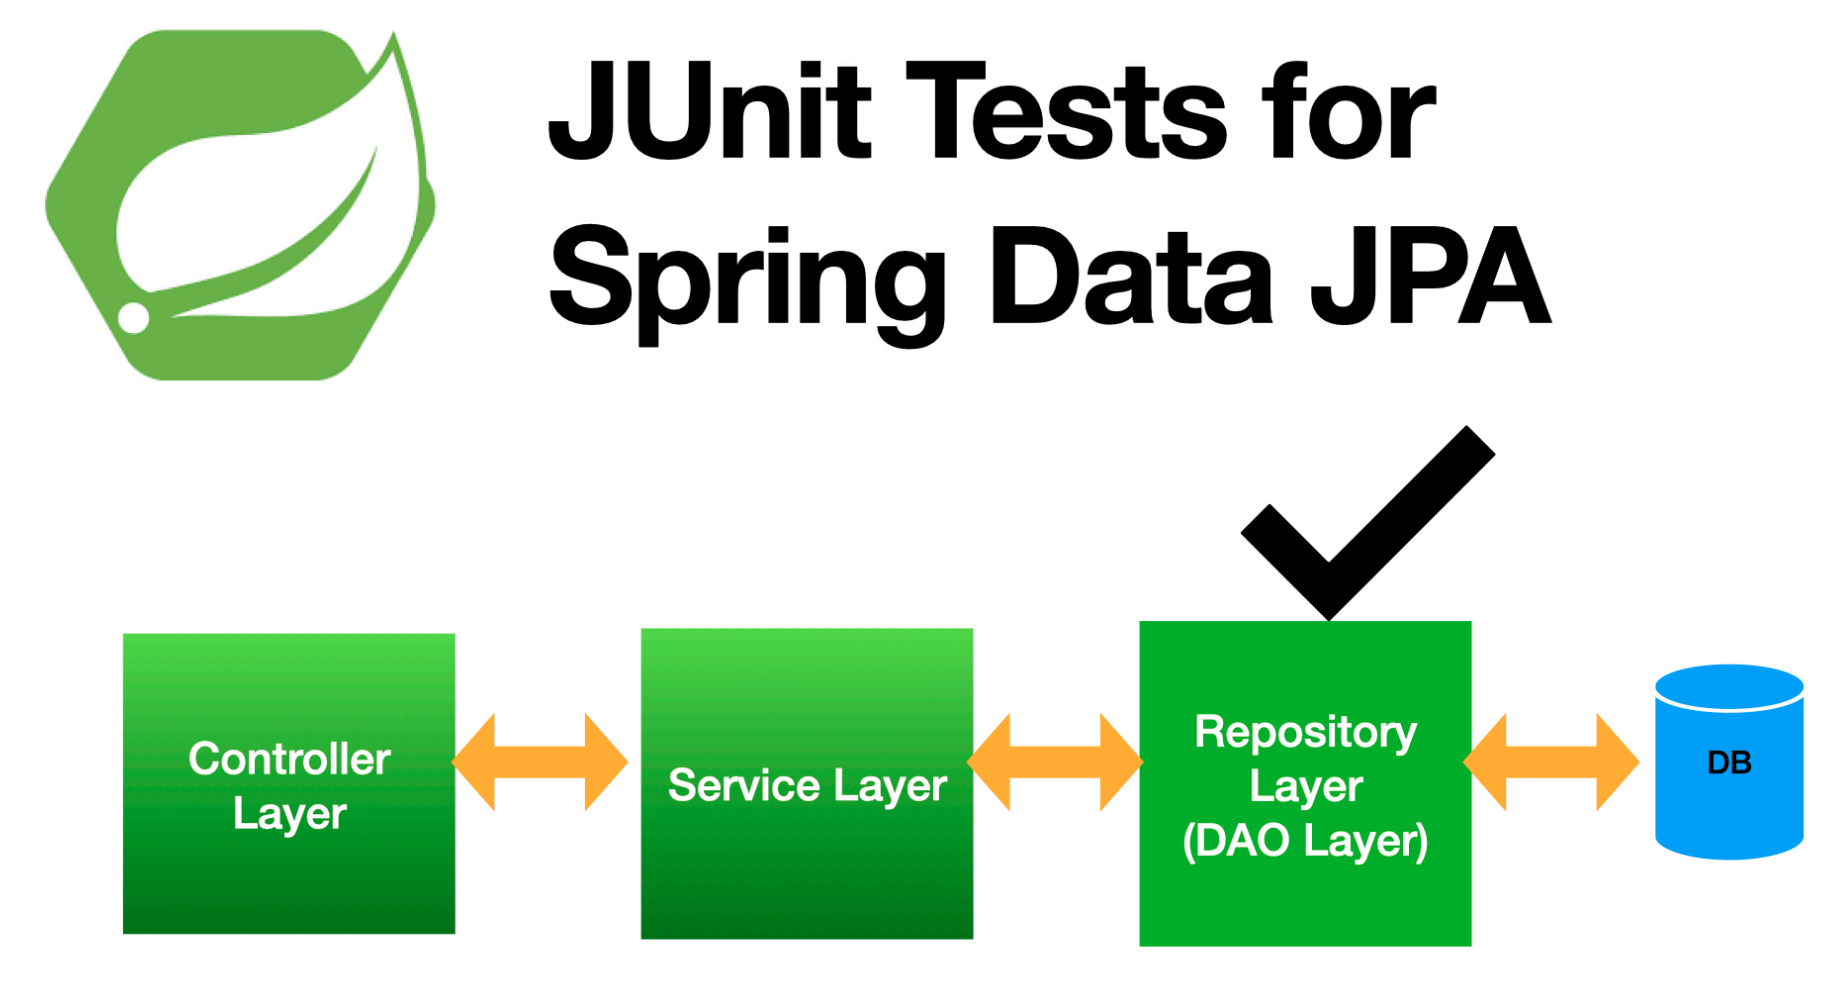 JUnit Tests for
Spring Data JPA
Controller
Layer
Service Layer
Repository
Layer
(DAO Layer)
DB